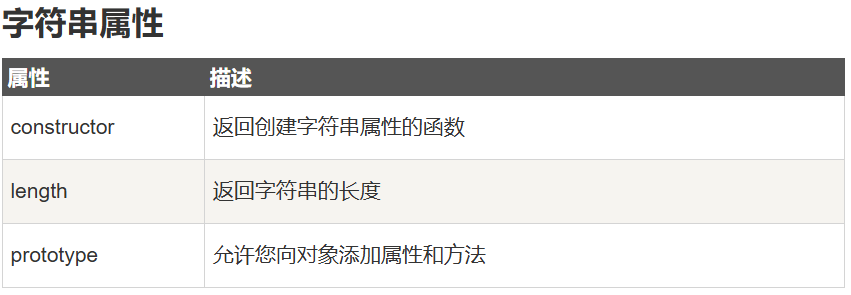 字符串属性
属性 描述
constructor 返回创建字符串属性的函数
length 返回字符串的长度
prototype 允许您向对象添加属性和方法